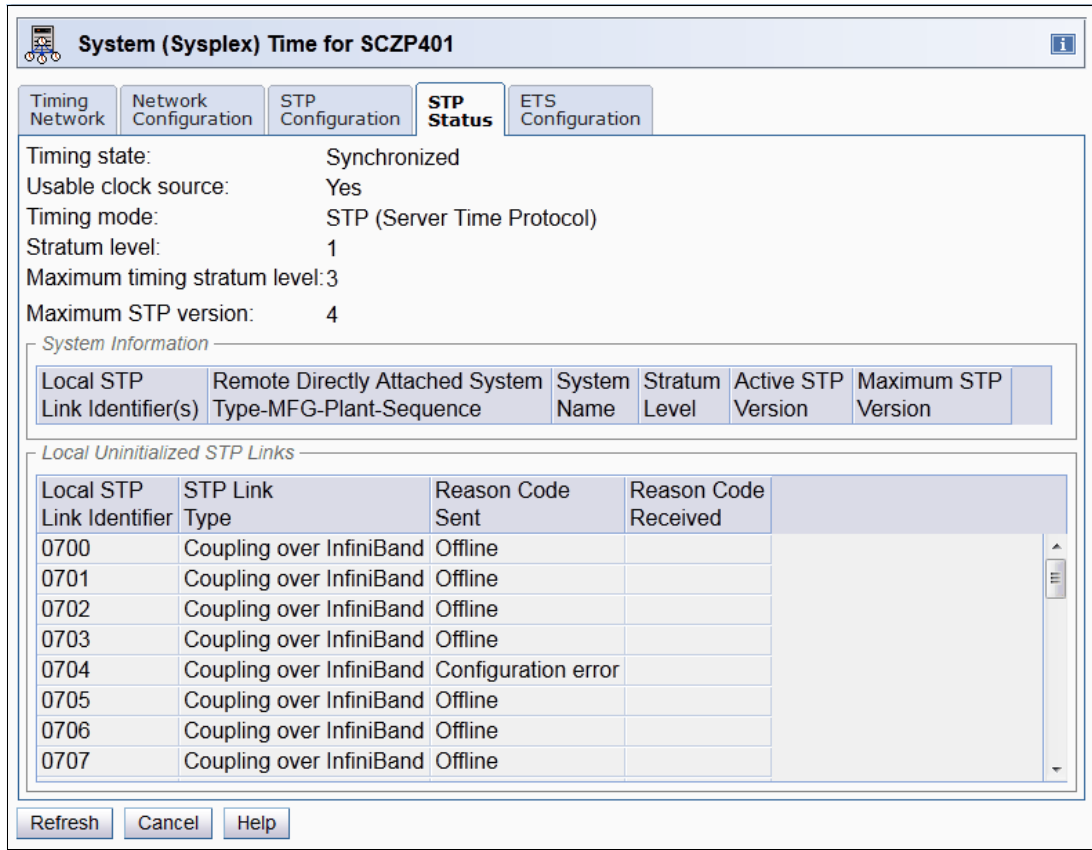 System (Sysplex) Time for SCZP401
i
Timing Network
Network Configuration
STP Configuration
STP Status
ETS Configuration
Timing state: Synchronized
Usable clock source: Yes
Timing mode: STP (Server Time Protocol)
Stratum level: 1
Maximum timing stratum level: 3
Maximum STP version: 4
System Information
Local STP Link Identifier(s) Remote Directly Attached System Type-MFG-Plant-Sequence System Name Stratum Level Active STP Version Maximum STP Version
Local Uninitialized STP Links
Local STP Link Identifier STP Link Type Reason Code Sent Reason Code Received
0700 Coupling over InfiniBand Offline
0701 Coupling over InfiniBand Offline
0702 Coupling over InfiniBand Offline
0703 Coupling over InfiniBand Offline
0704 Coupling over InfiniBand Configuration error
0705 Coupling over InfiniBand Offline
0706 Coupling over InfiniBand Offline
0707 Coupling over InfiniBand Offline
Refresh Cancel Help